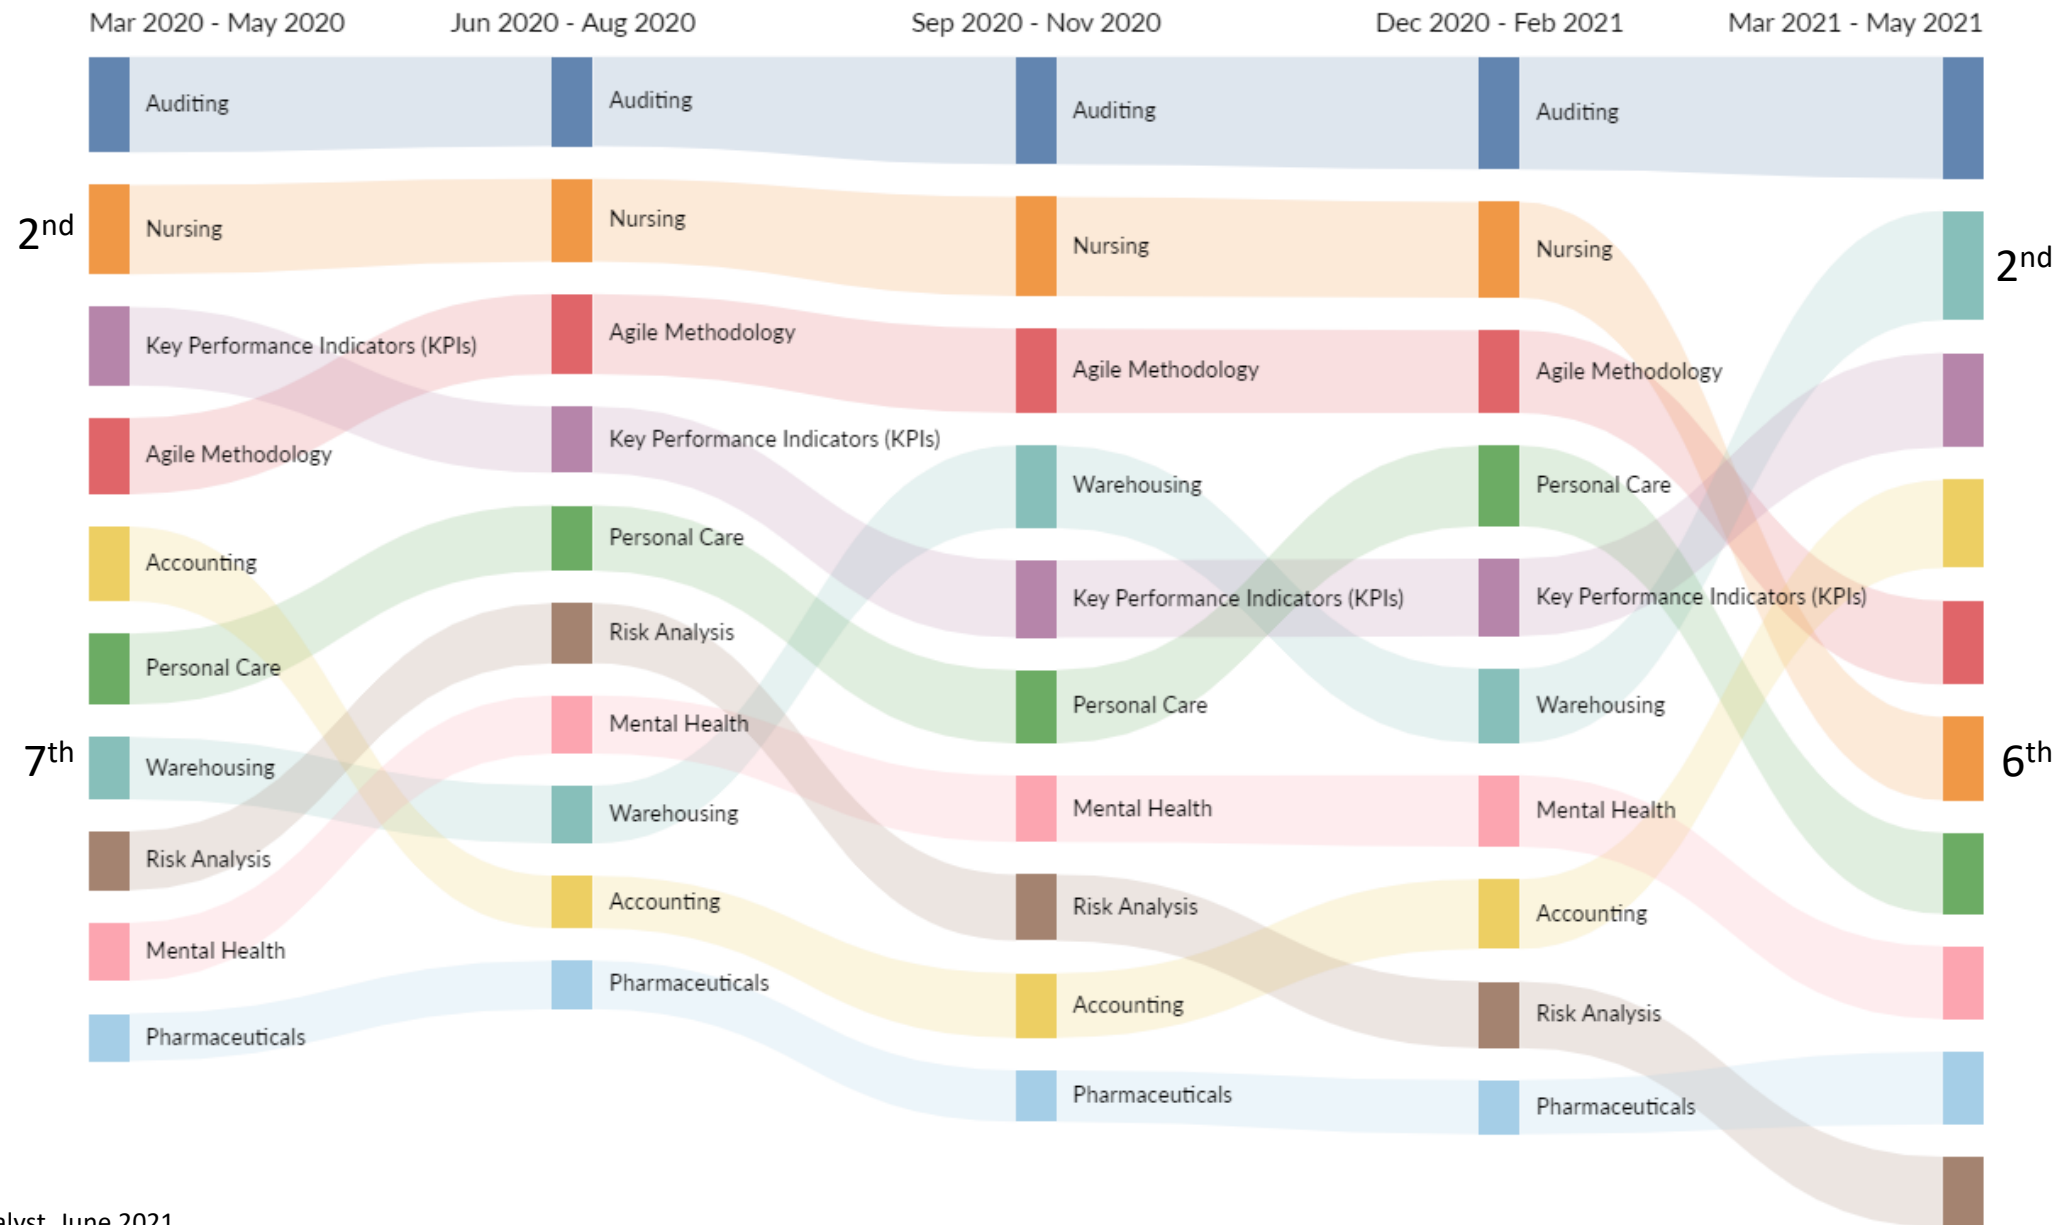 Mar 2020 - May 2020
Jun 2020 - Aug 2020
Sep 2020 - Nov 2020
Dec 2020 - Feb 2021
Mar 2021 - May 2021
2nd
7th
Auditing
Nursing
Key Performance Indicators (KPIs)
Agile Methodology
Accounting
Personal Care
Warehousing
Risk Analysis
Mental Health
Pharmaceuticals
Auditing
Nursing
Agile Methodology
Key Performance Indicators (KPIs)
Personal Care
Risk Analysis
Mental Health
Warehousing
Accounting
Pharmaceuticals
Auditing
Nursing
Agile Methodology
Warehousing
Key Performance Indicators (KPIs)
Personal Care
Mental Health
Risk Analysis
Accounting
Pharmaceuticals
Auditing
Nursing
Agile Methodology
Personal Care
Key Performance Indicators (KPIs)
Warehousing
Mental Health
Accounting
Risk Analysis
Pharmaceuticals
2nd
6th
June 2021